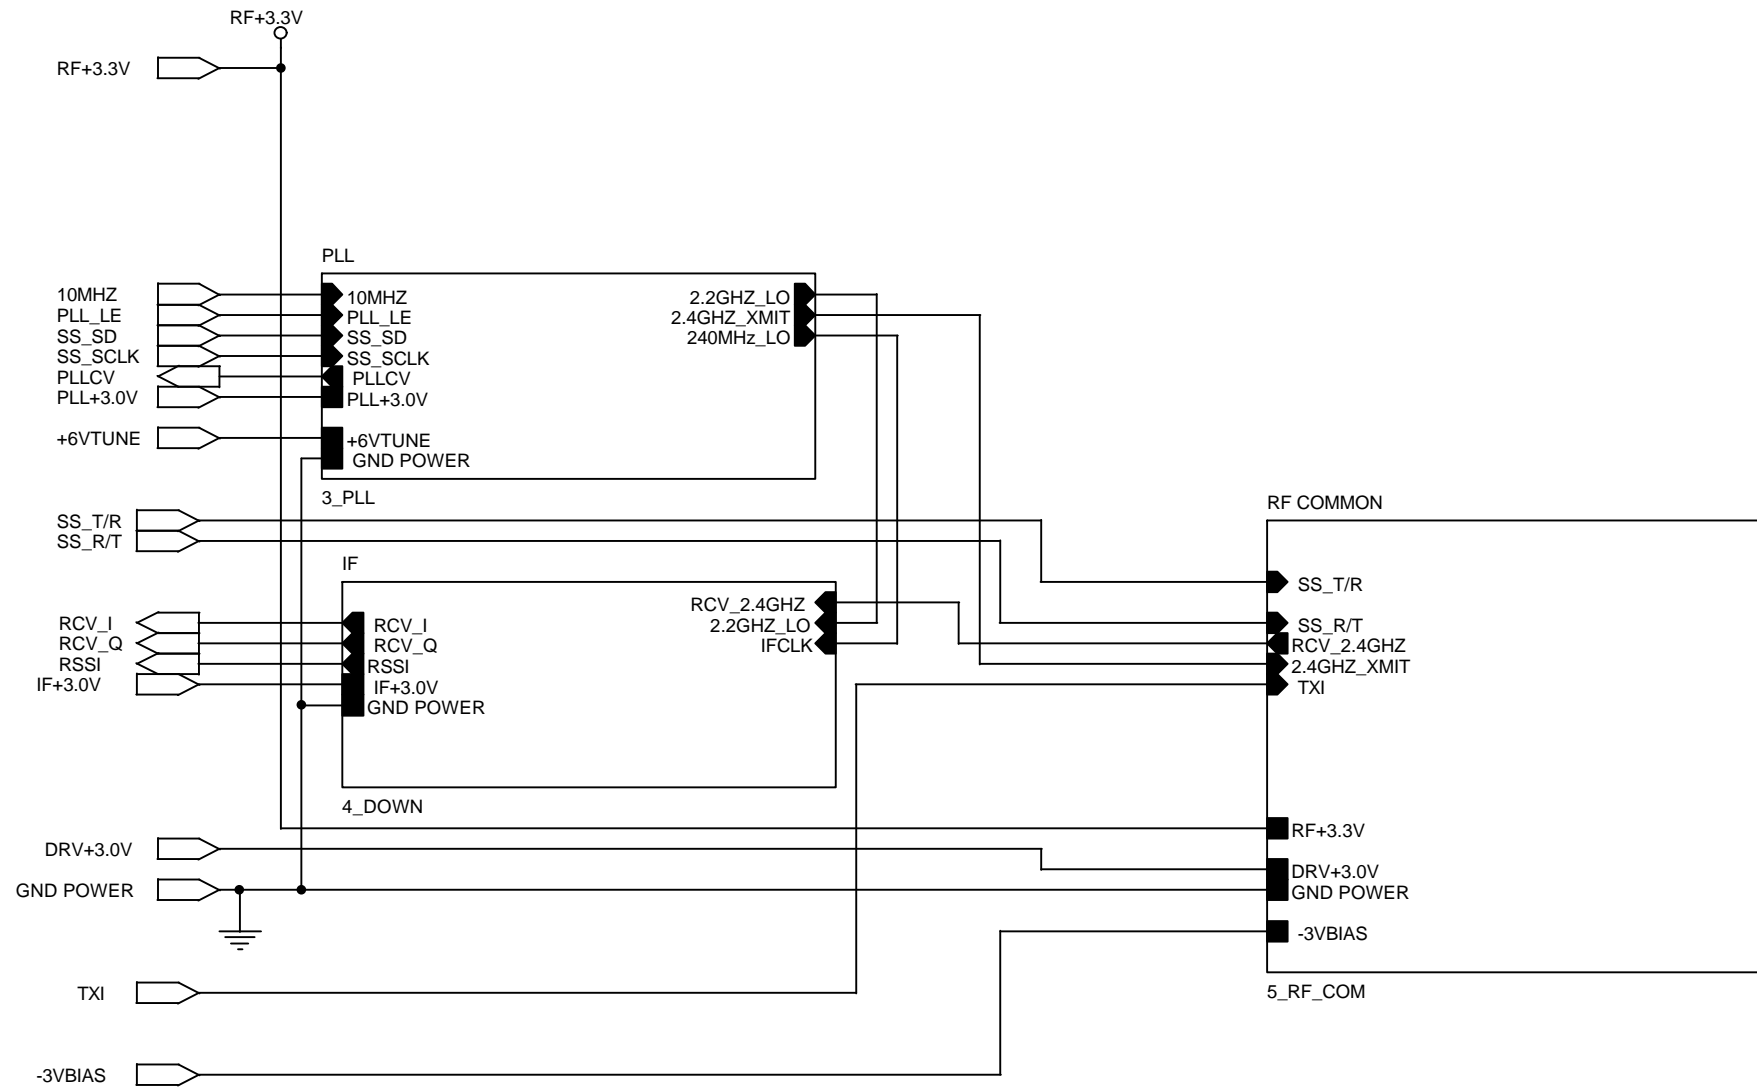 RF+3.3V
RF+3.3V
PLL
10MHZ
PLL_LE
SS_SD
SS_SCLK
PLLCV
PLL+3.0V
+6VTUNE
10MHZ
PLL_LE
SS_SD
SS_SCLK
PLLCV
PLL+3.0V
+6VTUNE
GND POWER
2.2GHZ_LO
2.4GHZ_XMIT
240MHz_LO
3_PLL
SS_T/R
SS_R/T
IF
RCV_I
RCV_Q
RSSI
IF+3.0V
RCV_I
RCV_Q
RSSI
IF+3.0V
GND POWER
RCV_2.4GHZ
2.2GHZ_LO
IFCLK
4_DOWN
RF COMMON
SS_T/R
SS_R/T
RCV_2.4GHZ
2.4GHZ_XMIT
TXI
RF+3.3V
DRV+3.0V
GND POWER
-3VBIAS
5_RF_COM
DRV+3.0V
GND POWER
TXI
-3VBIAS